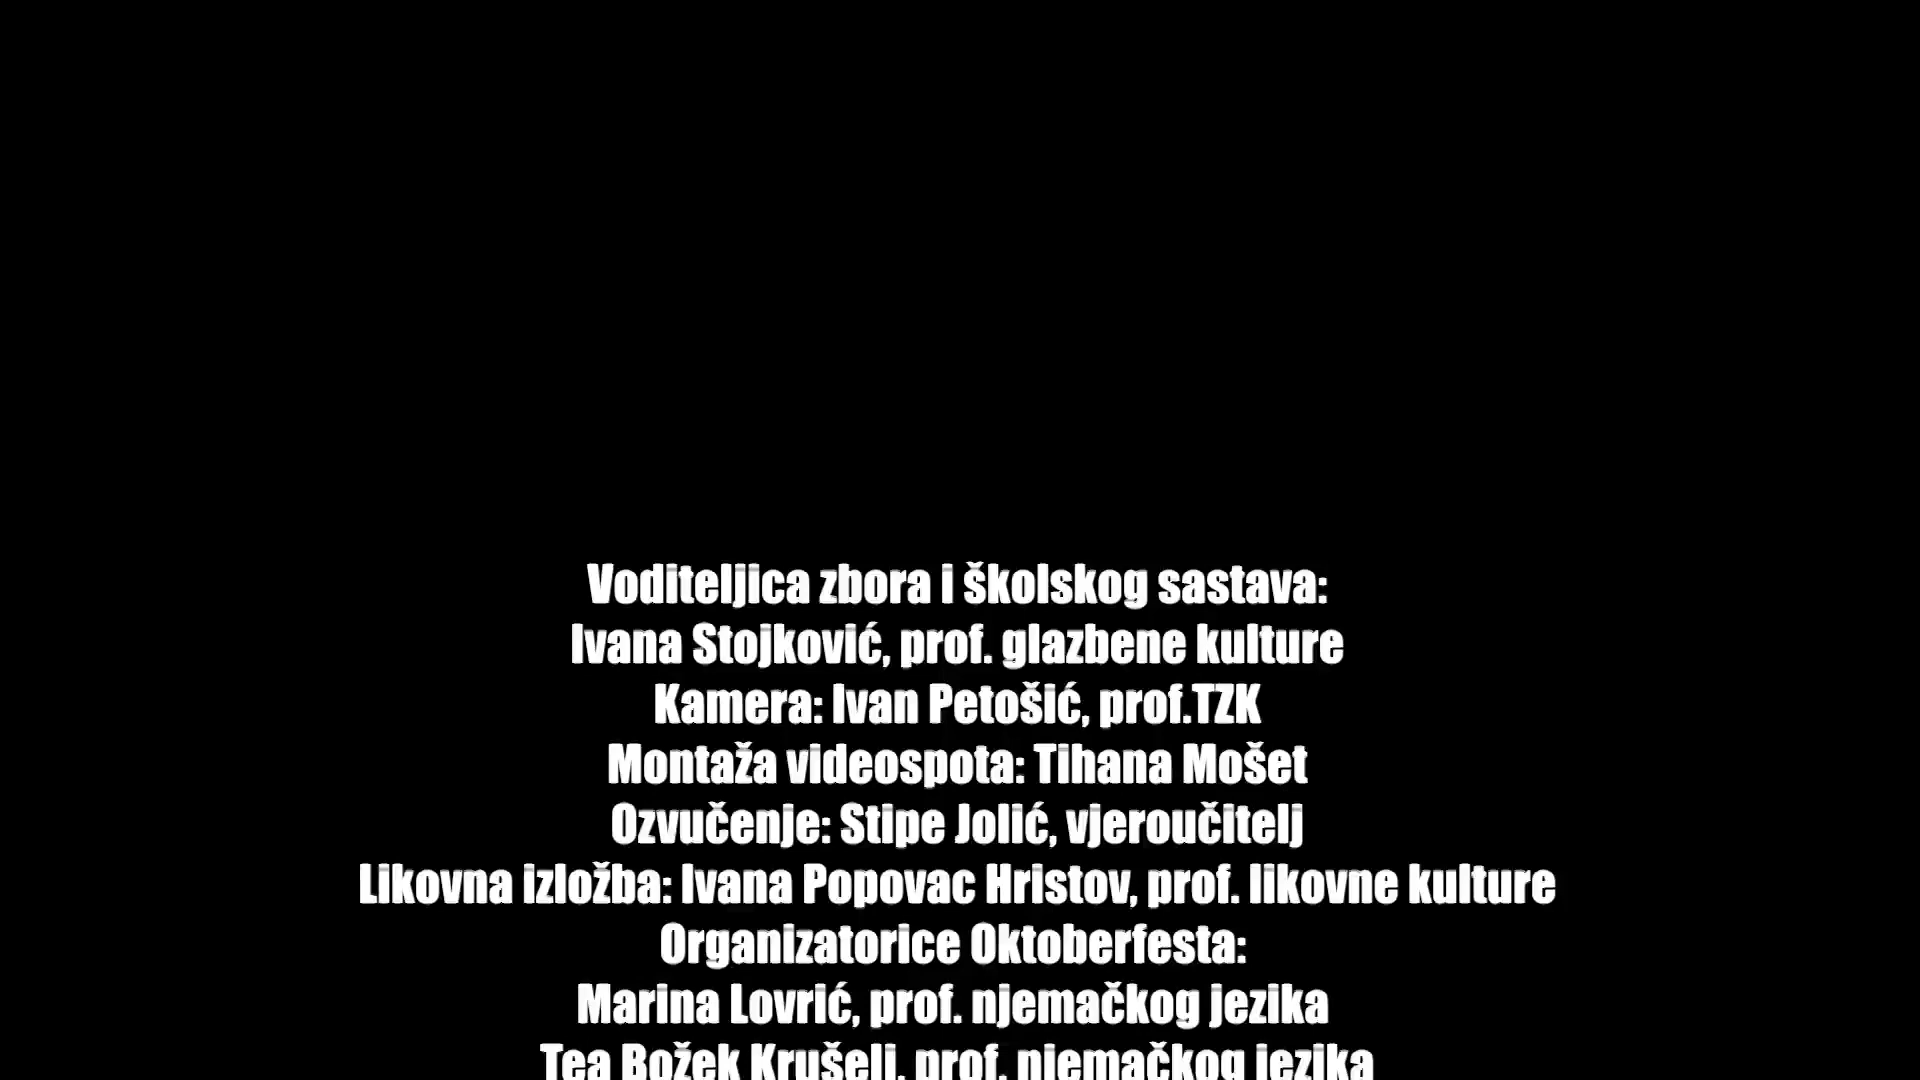 Voditeljica zbora i školskog sastava:
Ivana Stojković, prof. glazbene kulture
Kamera: Ivan Petošić, prof.TZK
Montaža videospota: Tihana Mošet
Ozvučenje: Stipe Jolić, vjeroučitelj
Likovna izložba: Ivana Popovac Hristov, prof. likovne kulture
Organizatorice Oktoberfesta:
Marina Lovrić, prof. njemačkog jezika
Tea Božek Krušelj, prof. njemačkog jezika